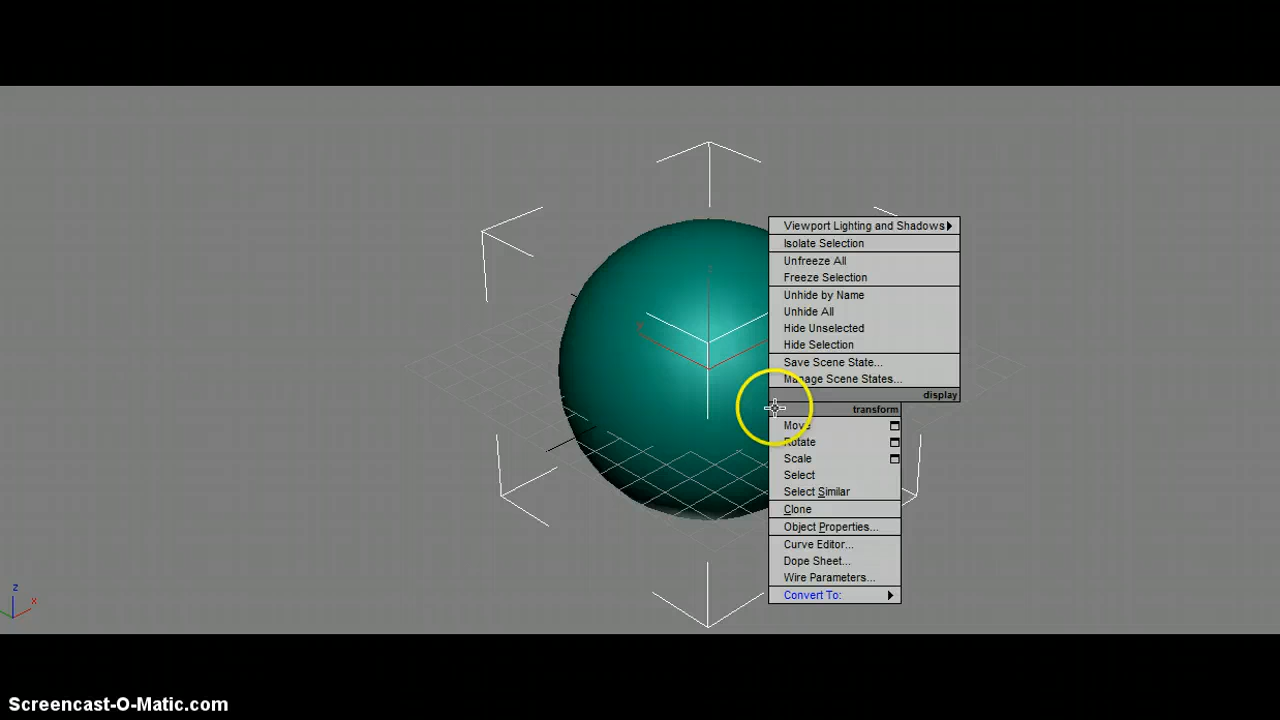 Viewport Lighting and Shadows
Isolate Selection
Unfreeze All
Freeze Selection
Unhide by Name
Unhide All
Hide Unselected
Hide Selection
Save Scene State...
Manage Scene States...
display
transform
Move
Rotate
Scale
Select
Select Similar
Clone
Object Properties...
Curve Editor...
Dope Sheet...
Wire Parameters...
Convert To:
z
x
Screencast-O-Matic.com